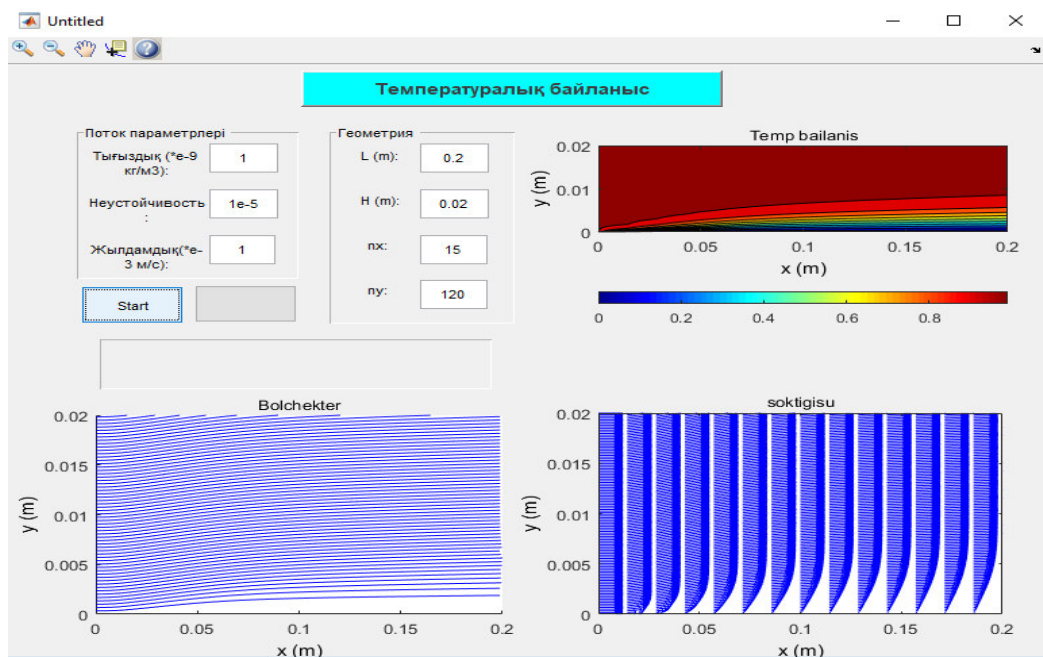 Untitled
Температуралық байланыс
Поток параметрлері
Тығыздық (*e-9
кг/м3):
1
Неустойчивость
:
1e-5
Жылдамдық(*e-
3 м/с):
1
Start
Геометрия
L (m):
0.2
H (m):
0.02
nx:
15
ny:
120
Temp bailanis
0.02
0.01
0
y (m)
0
0.05
0.1
0.15
0.2
x (m)
0
0.2
0.4
0.6
0.8
Bolchekter
0.02
0.015
0.01
0.005
0
y (m)
0
0.05
0.1
0.15
0.2
x (m)
soktigisu
0.02
0.015
0.01
0.005
0
y (m)
0
0.05
0.1
0.15
0.2
x (m)